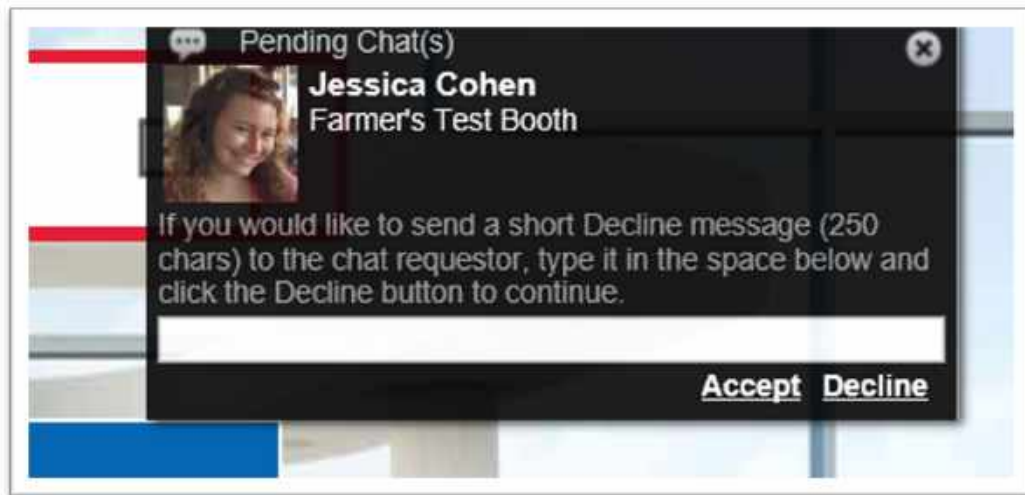 Pending Chat(s)
Jessica Cohen
Farmer's Test Booth
If you would like to send a short Decline message (250
chars) to the chat requestor, type it in the space below and
click the Decline button to continue.
Accept Decline